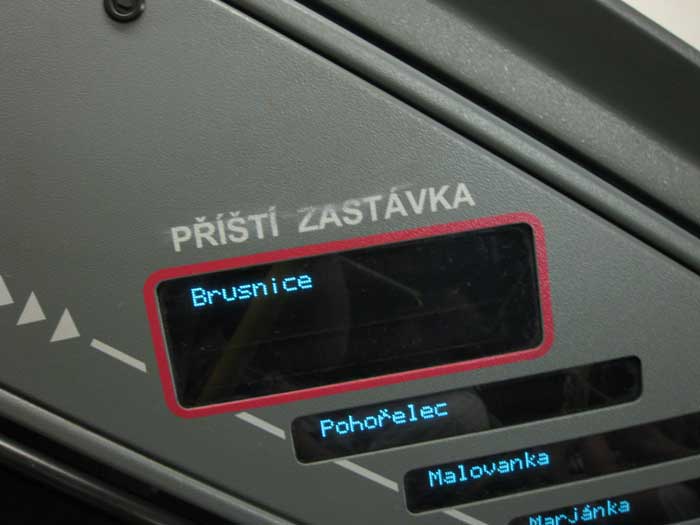 PŘÍŠTÍ ZASTÁVKA
Brusnice
Pohořelec
Malovanka
Marjánka